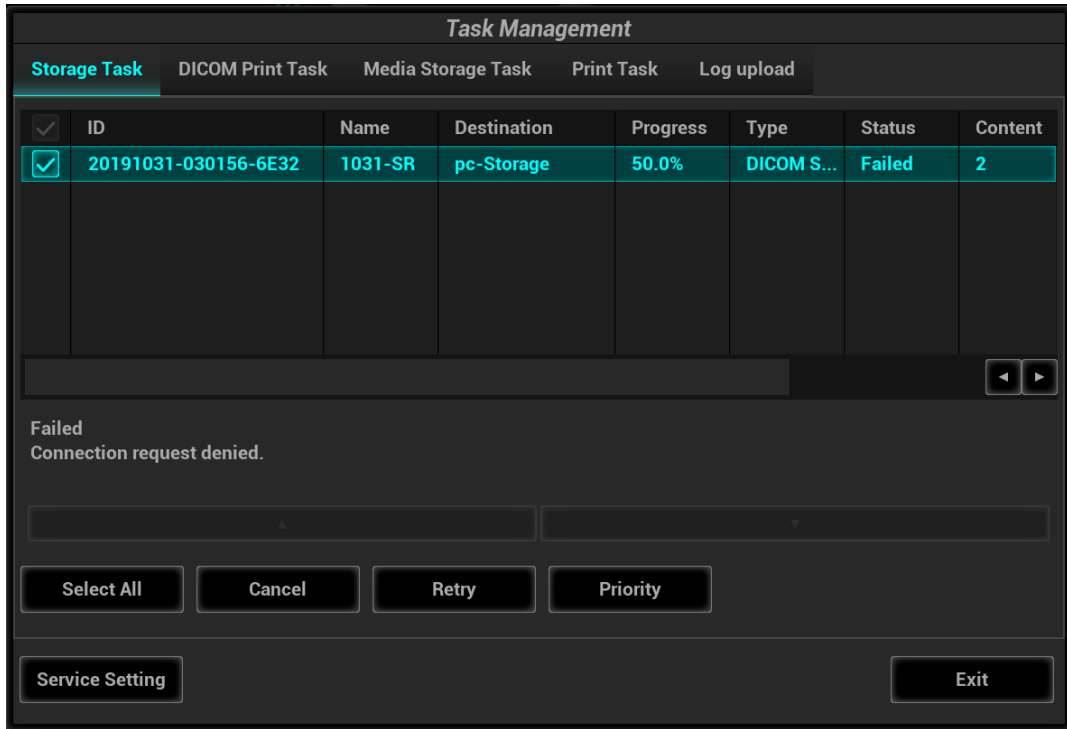 Task Management
Storage Task DICOM Print Task Media Storage Task Print Task Log upload
ID Name Destination Progress Type Status Content
20191031-030156-6E32 1031-SR pc-Storage 50.0% DICOM S... Failed 2
Failed
Connection request denied.
Select All Cancel Retry Priority
Service Setting Exit